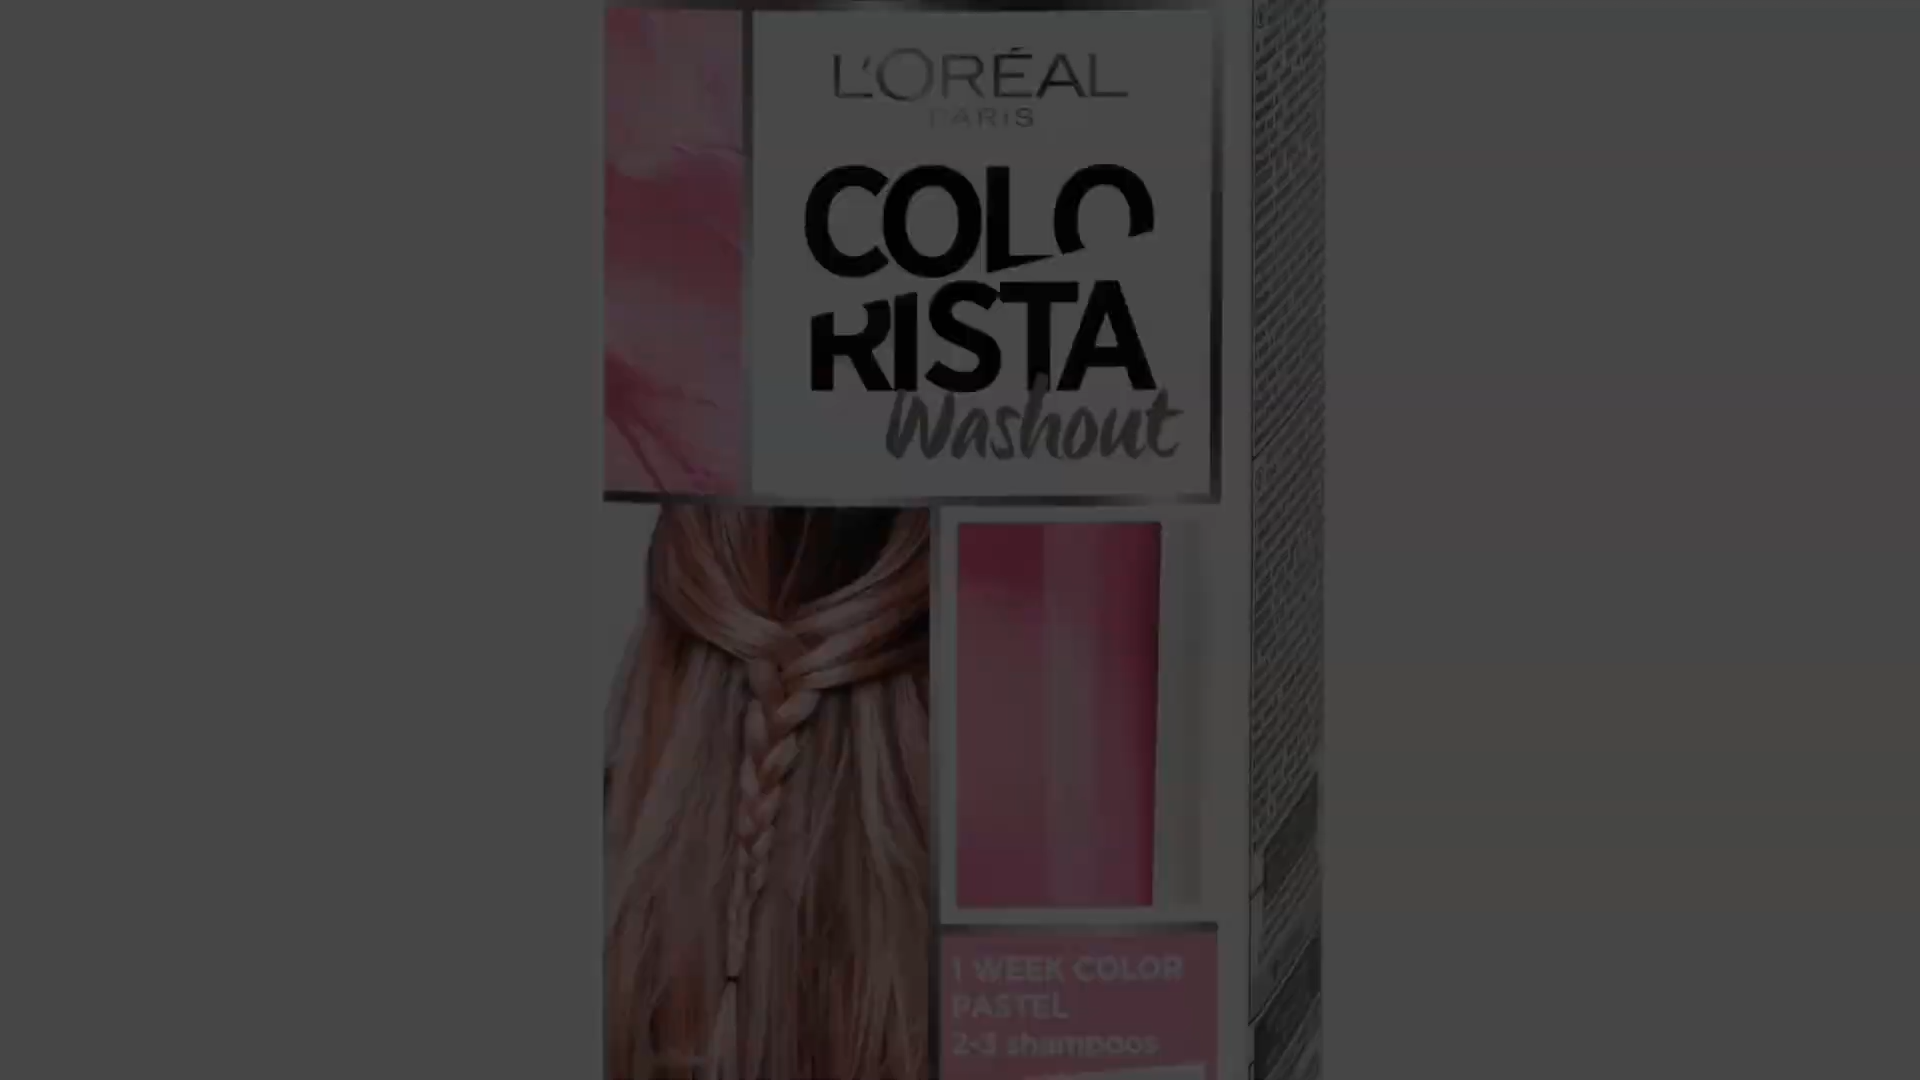 L'ORÉAL
PARIS
COLO
RISTA
Washout
1 WEEK COLOR
PASTEL
2-3 shampoos